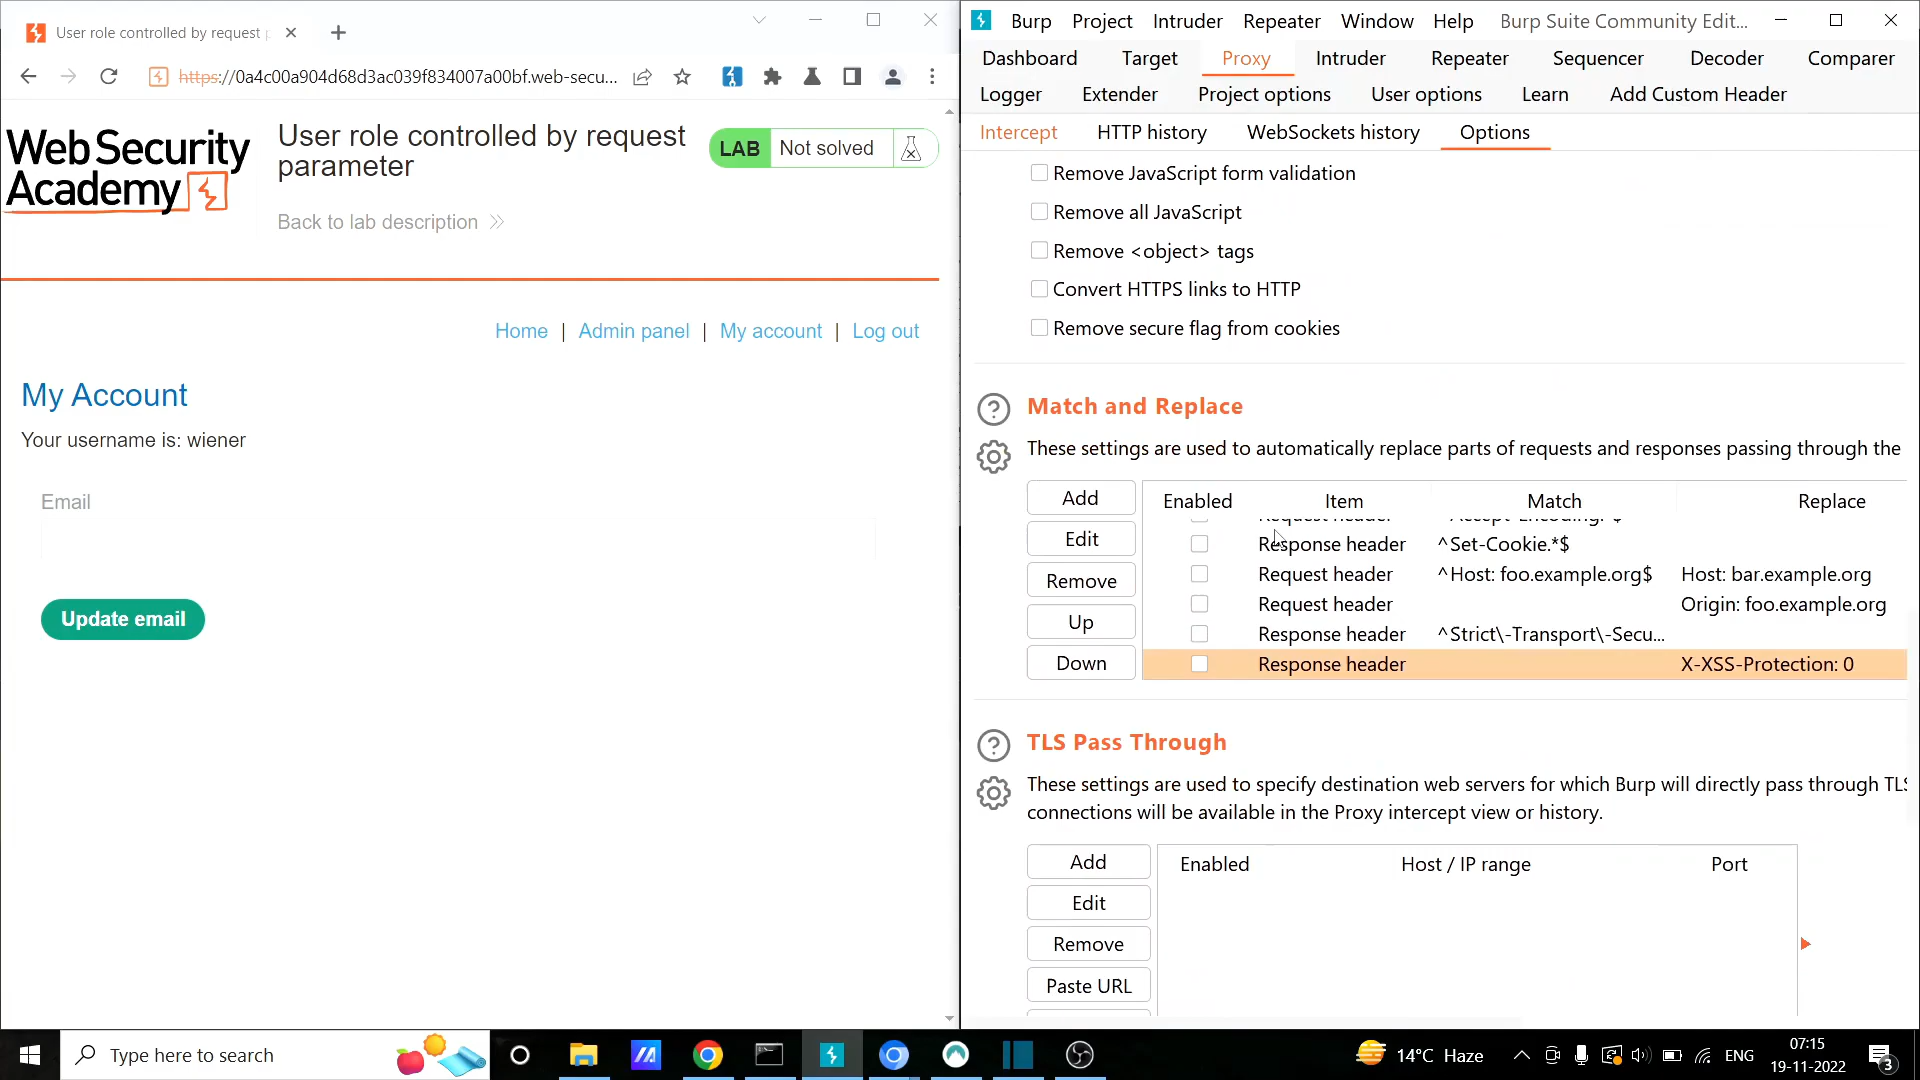 User role controlled by request p
https://0a4c00a904d68d3ac039f834007a00bf.web-secu...
Web Security
Academy
User role controlled by request
parameter
LAB Not solved
Back to lab description
Home | Admin panel | My account | Log out
My Account
Your username is: wiener
Email
Update email
Burp Project Intruder Repeater Window Help Burp Suite Community Edit...
Dashboard Target Proxy Intruder Repeater Sequencer Decoder Comparer
Logger Extender Project options User options Learn Add Custom Header
Intercept HTTP history WebSockets history Options
Remove JavaScript form validation
Remove all JavaScript
Remove <object> tags
Convert HTTPS links to HTTP
Remove secure flag from cookies
Match and Replace
These settings are used to automatically replace parts of requests and responses passing through the
Add
Edit
Remove
Up
Down
Enabled Item Match Replace
Response header ^Set-Cookie.*$
Request header ^Host: foo.example.org$ Host: bar.example.org
Request header Origin: foo.example.org
Response header ^Strict\-Transport\-Secu...
Response header X-XSS-Protection: 0
TLS Pass Through
These settings are used to specify destination web servers for which Burp will directly pass through TLS
connections will be available in the Proxy intercept view or history.
Add
Edit
Remove
Paste URL
Enabled Host / IP range Port
Type here to search
14°C Haze
ENG
07:15
19-11-2022
3